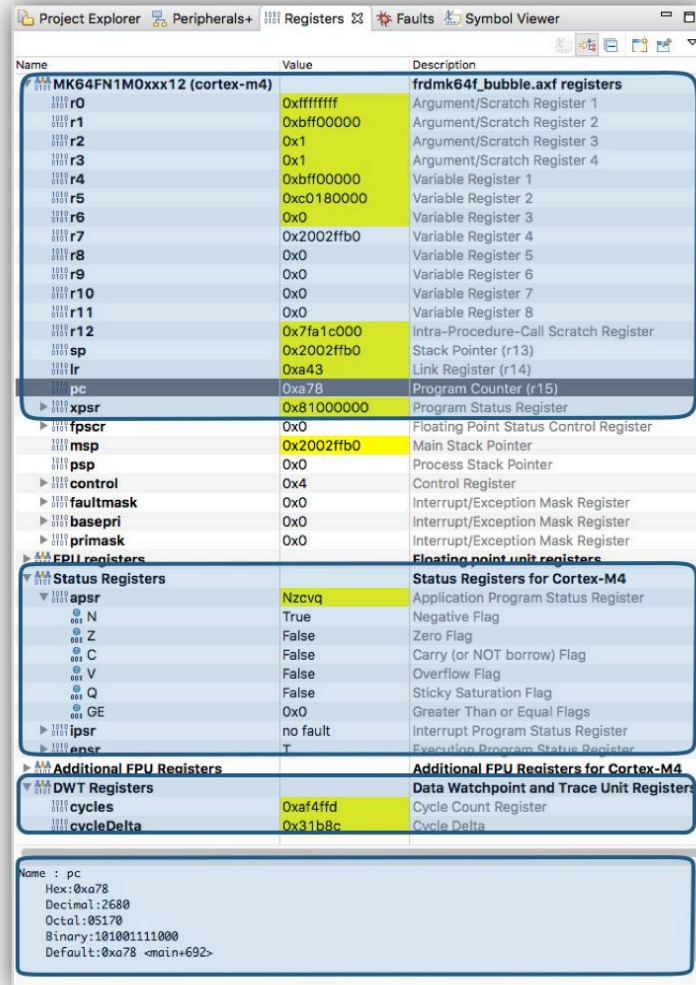 Project Explorer Peripherals+ Registers Faults Symbol Viewer
Name Value Description
MK64FN1M0xxx12 (cortex-m4) frdmk64f_bubble.axf registers
r0 0xffffffff Argument/Scratch Register 1
r1 0xbff00000 Argument/Scratch Register 2
r2 0x1 Argument/Scratch Register 3
r3 0x1 Argument/Scratch Register 4
r4 0xbff00000 Variable Register 1
r5 0xc0180000 Variable Register 2
r6 0x0 Variable Register 3
r7 0x2002ffb0 Variable Register 4
r8 0x0 Variable Register 5
r9 0x0 Variable Register 6
r10 0x0 Variable Register 7
r11 0x0 Variable Register 8
r12 0x7fa1c000 Intra-Procedure-Call Scratch Register
sp 0x2002ffb0 Stack Pointer (r13)
lr 0xa43 Link Register (r14)
pc 0xa78 Program Counter (r15)
xpsr 0x81000000 Program Status Register
fpscr 0x0 Floating Point Status Control Register
msp 0x2002ffb0 Main Stack Pointer
psp 0x0 Process Stack Pointer
control 0x4 Control Register
faultmask 0x0 Interrupt/Exception Mask Register
basepri 0x0 Interrupt/Exception Mask Register
primask 0x0 Interrupt/Exception Mask Register
FPU registers Floating point unit registers
Status Registers Status Registers for Cortex-M4
apsr Nzcvq Application Program Status Register
N True Negative Flag
Z False Zero Flag
C False Carry (or NOT borrow) Flag
V False Overflow Flag
Q False Sticky Saturation Flag
GE 0x0 Greater Than or Equal Flags
ipsr no fault Interrupt Program Status Register
epsr T Execution Program Status Register
Additional FPU Registers Additional FPU Registers for Cortex-M4
DWT Registers Data Watchpoint and Trace Unit Registers
cycles 0xaf4ffd Cycle Count Register
cycleDelta 0x31b8c Cycle Delta
Name : pc
Hex:0xa78
Decimal:2680
Octal:05170
Binary:101001111000
Default:0xa78 <main+692>